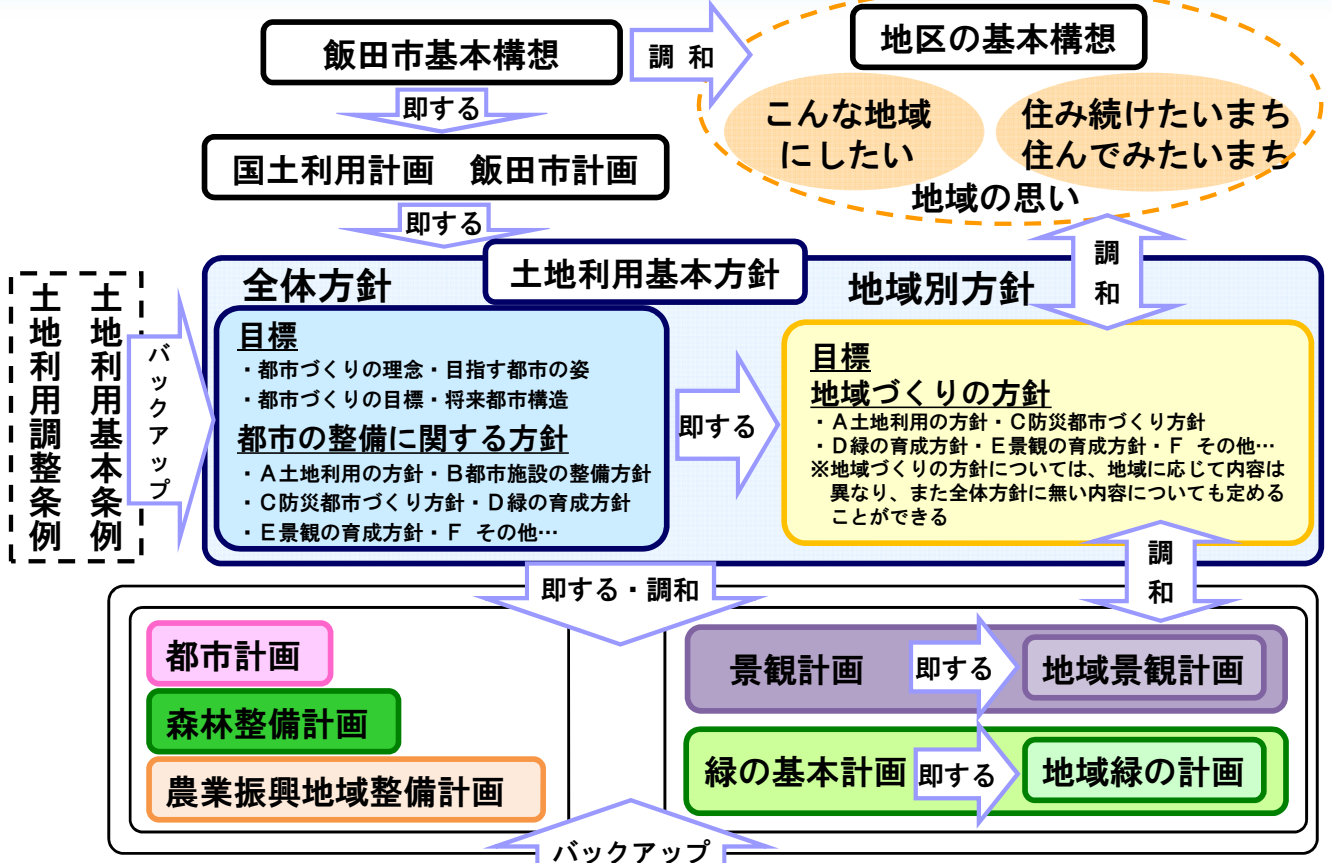 飯田市基本構想
調 和
地区の基本構想
こんな地域
にしたい
住み続けたいまち
住んでみたいまち
地域の思い
即する
国土利用計画　飯田市計画
即する
調
和
土地利用基本条例
土地利用調整条例
バックアップ
土地利用基本方針
全体方針
目標
・都市づくりの理念・目指す都市の姿
・都市づくりの目標・将来都市構造
都市の整備に関する方針
・A土地利用の方針・B都市施設の整備方針
・C防災都市づくり方針・D緑の育成方針
・E景観の育成方針・F その他…
即する
地域別方針
目標
地域づくりの方針
・A土地利用の方針・C防災都市づくり方針
・D緑の育成方針・E景観の育成方針・F その他…
※地域づくりの方針については、地域に応じて内容は
異なり、また全体方針に無い内容についても定める
ことができる
即する・調和
調
和
都市計画
森林整備計画
農業振興地域整備計画
景観計画
即する
地域景観計画
緑の基本計画
即する
地域緑の計画
バックアップ